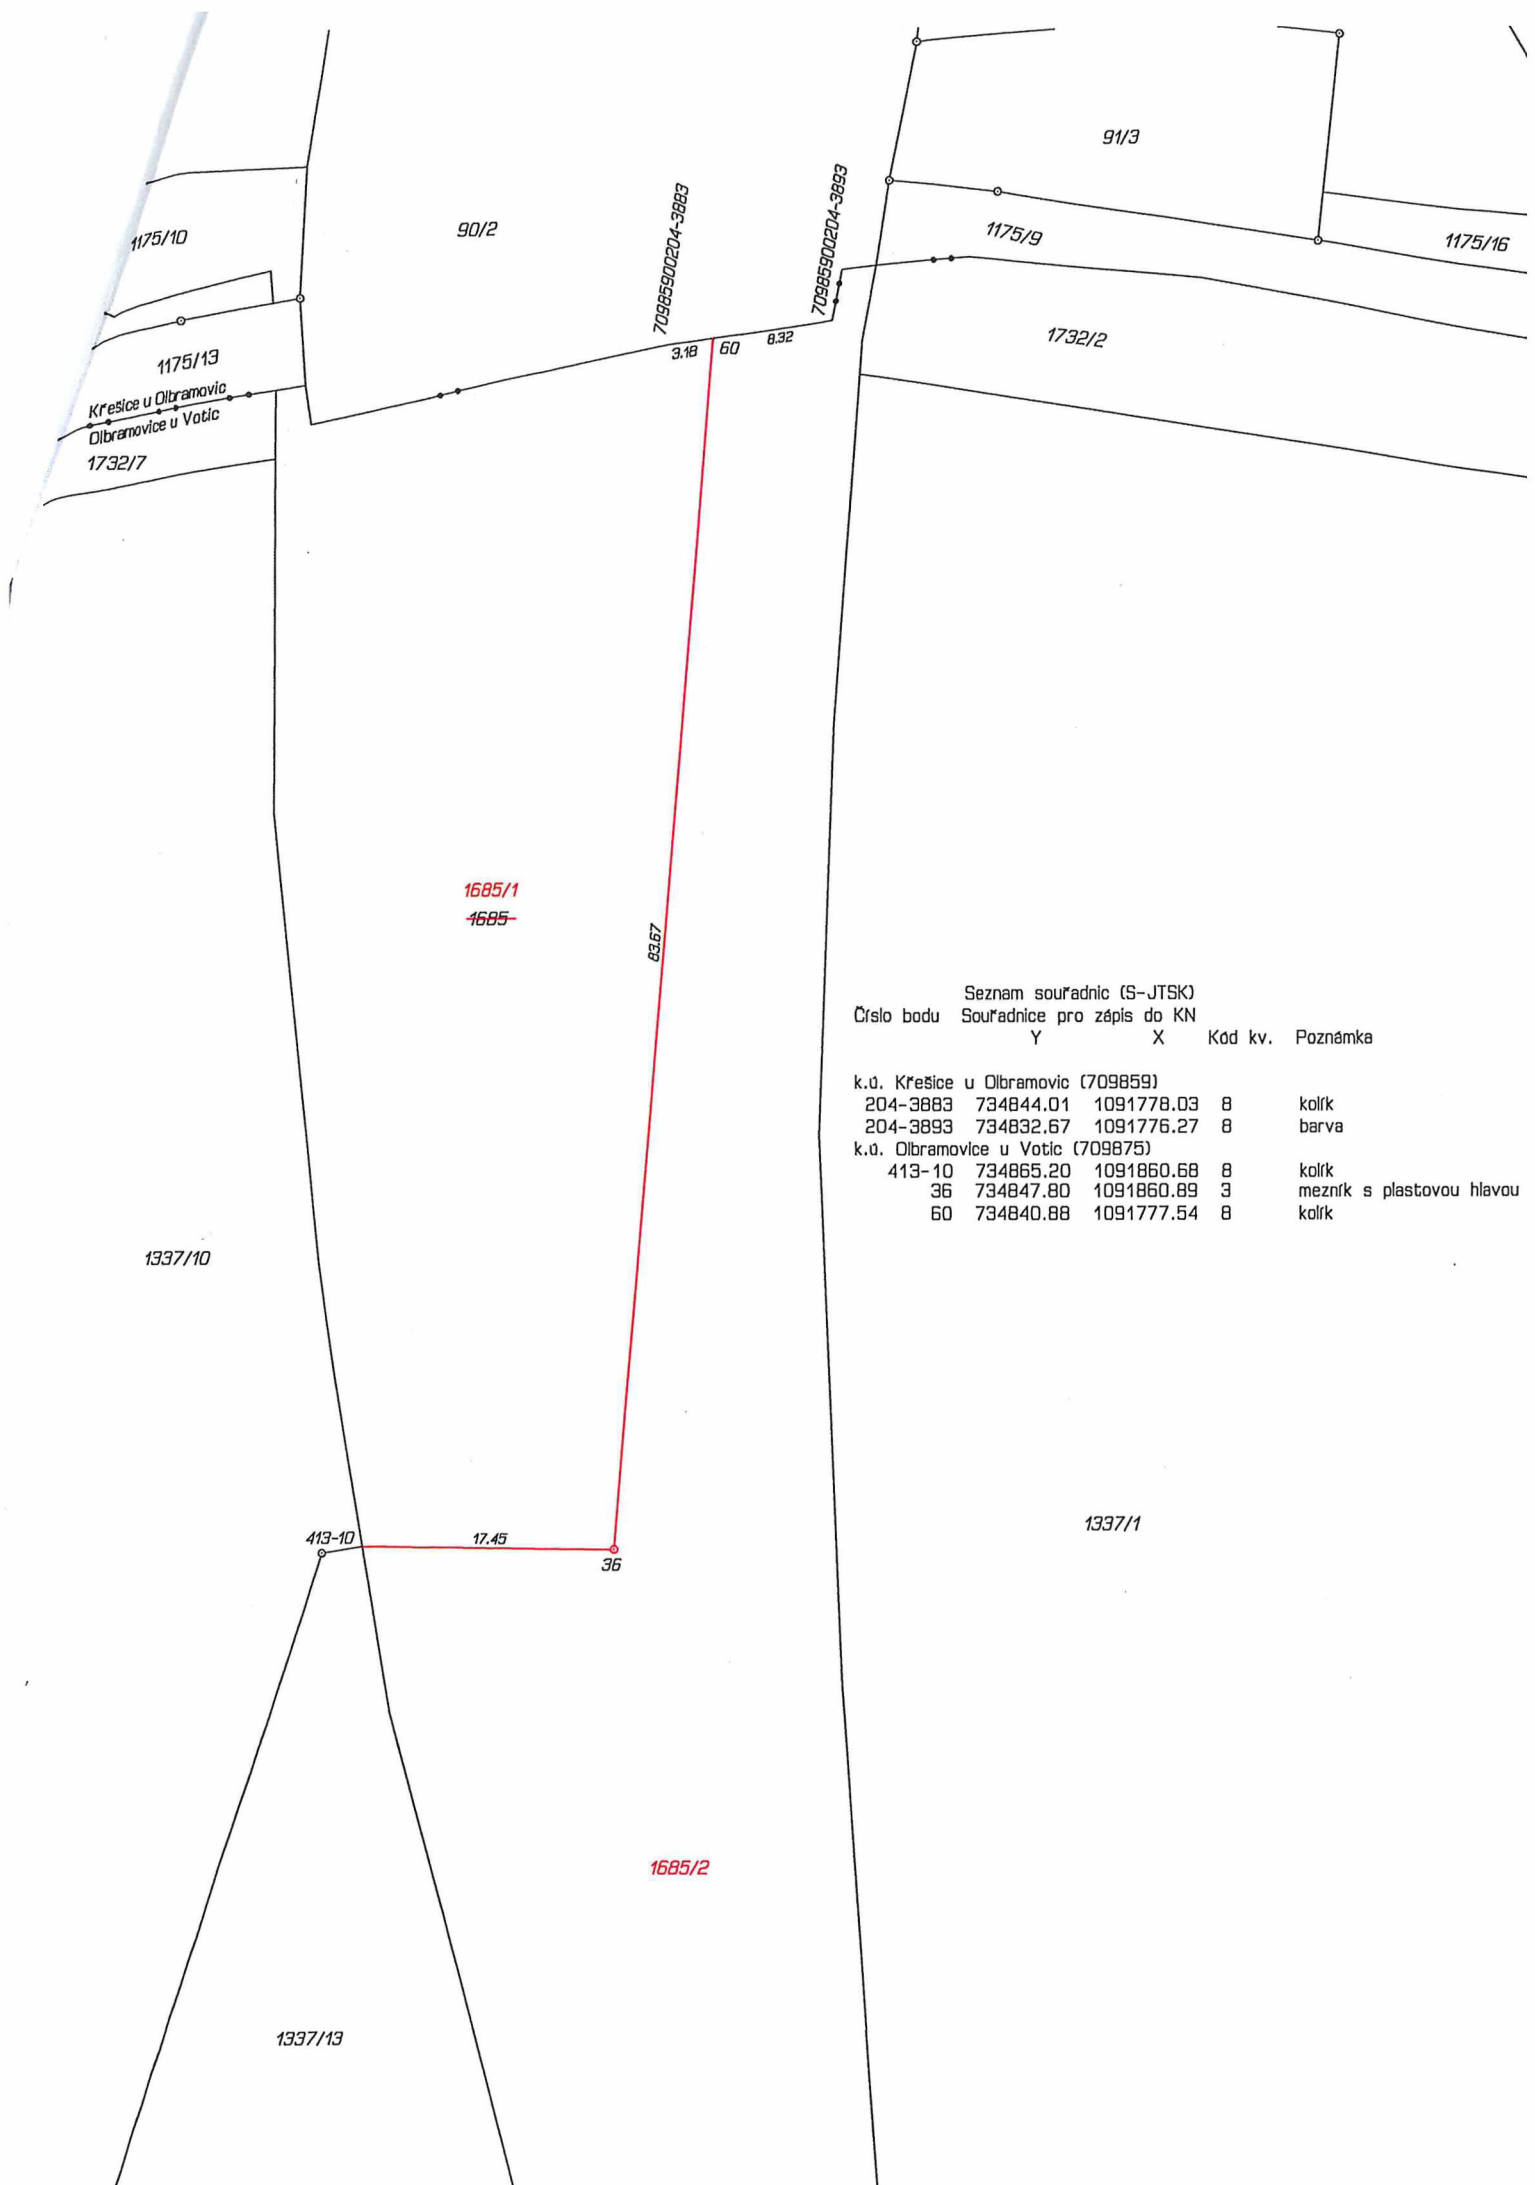 91/3
1175/10
90/2
7098590​0204-3883
70985900204-3893
1175/9
1175/16
1175/13
3.18
60
8.32
1732/2
Křešice u Olbramovic
Olbramovice u Votic
1732/7
1685/1
1685
83.67
Seznam souřadnic (S-JTSK)
Číslo bodu Souřadnice pro zápis do KN
Y X Kód kv. Poznámka
k.ú. Křešice u Olbramovic (709859)
204-3883 734844.01 1091778.03 8 kolík
204-3893 734832.67 1091776.27 8 barva
k.ú. Olbramovice u Votic (709875)
413-10 734865.20 1091860.68 8 kolík
36 734847.80 1091860.89 3 mezník s plastovou hlavou
60 734840.88 1091777.54 8 kolík
1337/10
1337/1
413-10
17.45
36
1685/2
1337/13